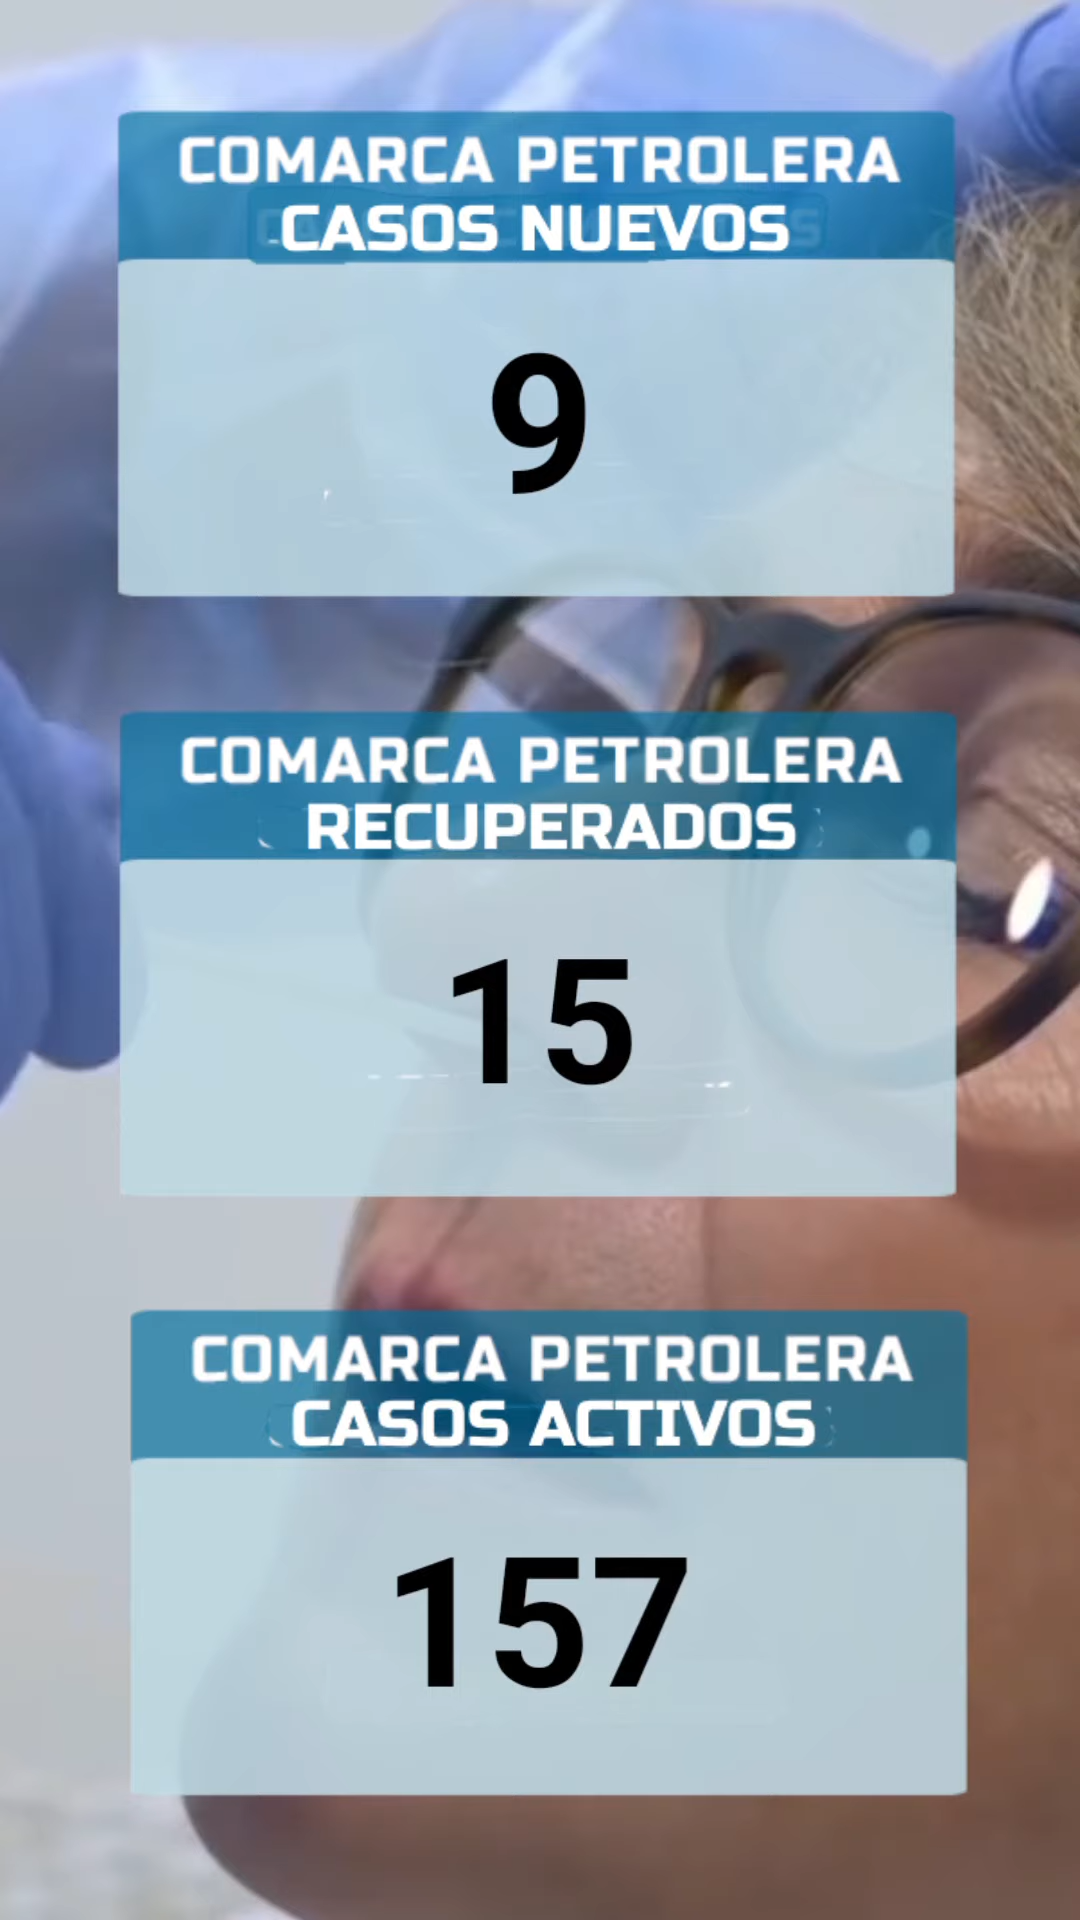 COMARCA PETROLERA
CASOS NUEVOS
9
COMARCA PETROLERA
RECUPERADOS
15
COMARCA PETROLERA
CASOS ACTIVOS
157